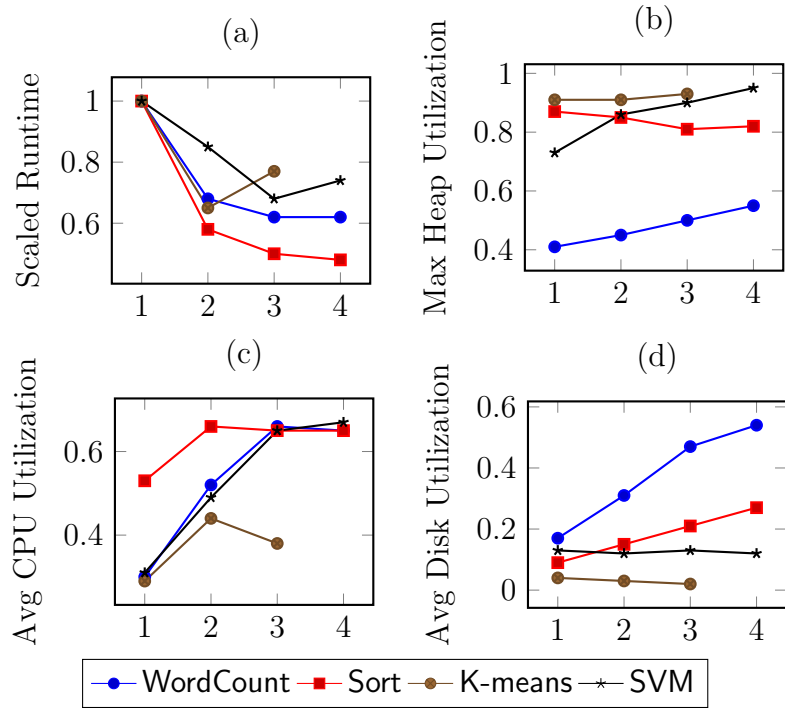 (a)
Scaled Runtime
1
0.8
0.6
1 2 3 4
(b)
Max Heap Utilization
1
0.8
0.6
0.4
1 2 3 4
(c)
Avg CPU Utilization
0.6
0.4
1 2 3 4
(d)
Avg Disk Utilization
0.6
0.4
0.2
0
1 2 3 4
WordCount Sort K-means SVM